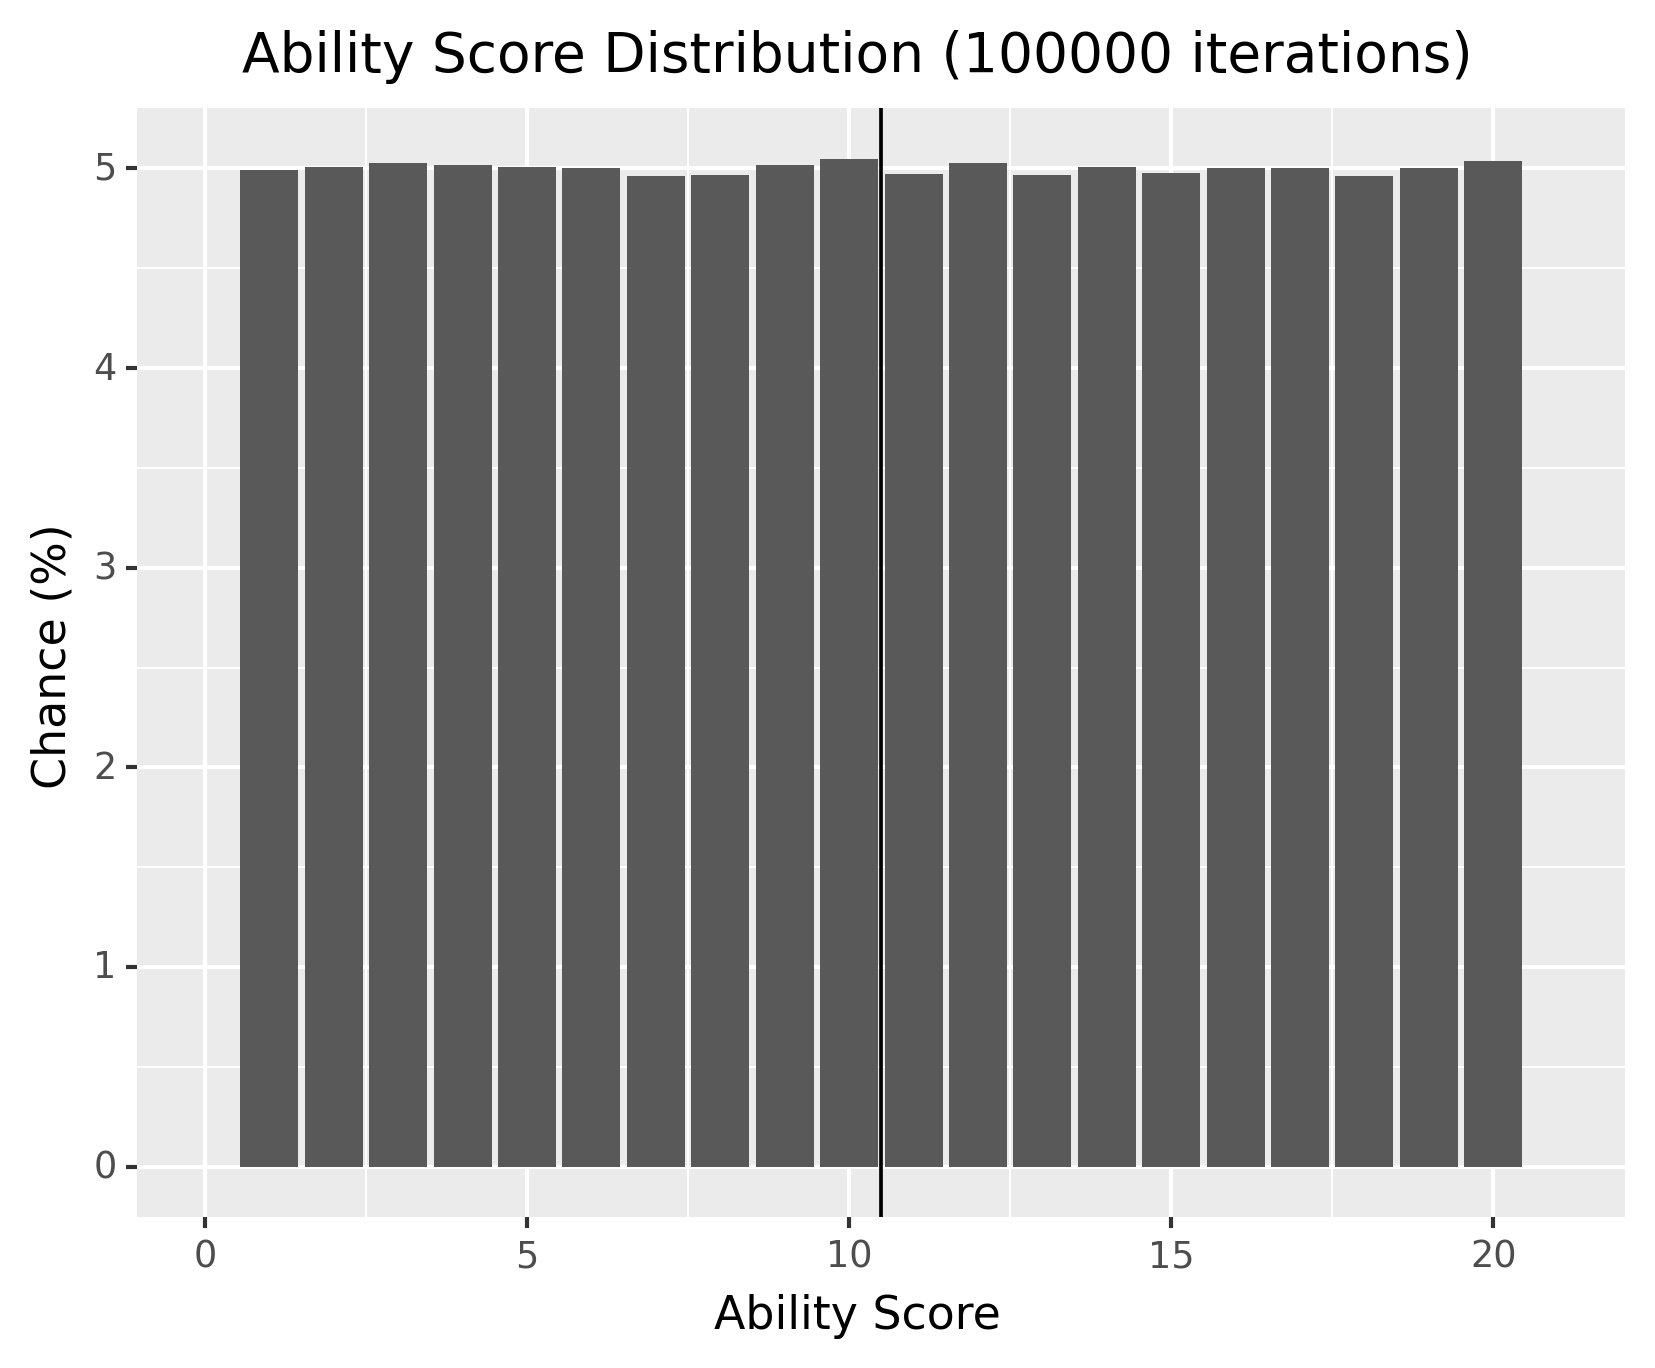 Ability Score Distribution (100000 iterations)
Chance (%)
5
4
3
2
1
0
0 5 10 15 20
Ability Score